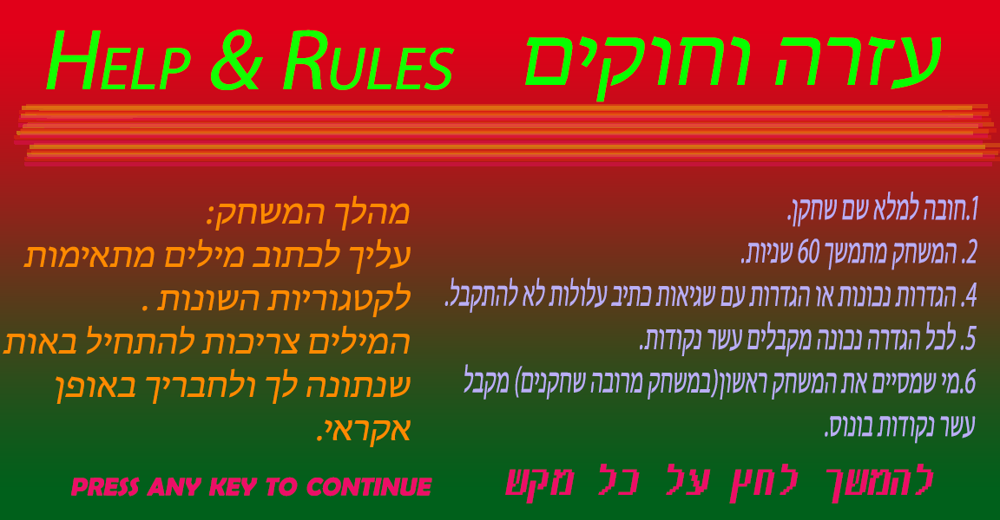 Help & Rules
עזרה וחוקים
1.חובה למלא שם שחקן.
2. המשחק מתמשך 60 שניות.
4. הגדרות נכונות או הגדרות עם שגיאות כתיב עלולות לא להתקבל.
5. לכל הגדרה נכונה מקבלים עשר נקודות.
6.מי שמסיים את המשחק ראשון(במשחק מרובה שחקנים) מקבל
עשר נקודות בונוס.
מהלך המשחק:
עליך לכתוב מילים מתאימות
לקטגוריות השונות .
המילים צריכות להתחיל באות
שנתונה לך ולחבריך באופן
אקראי.
PRESS ANY KEY TO CONTINUE
להמשך לחץ על כל מקש